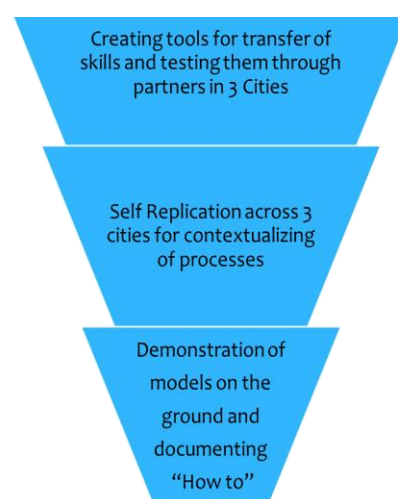 Creating tools for transfer of
skills and testing them through
partners in 3 Cities
Self Replication across 3
cities for contextualizing
of processes
Demonstration of
models on the
ground and
documenting
“How to”